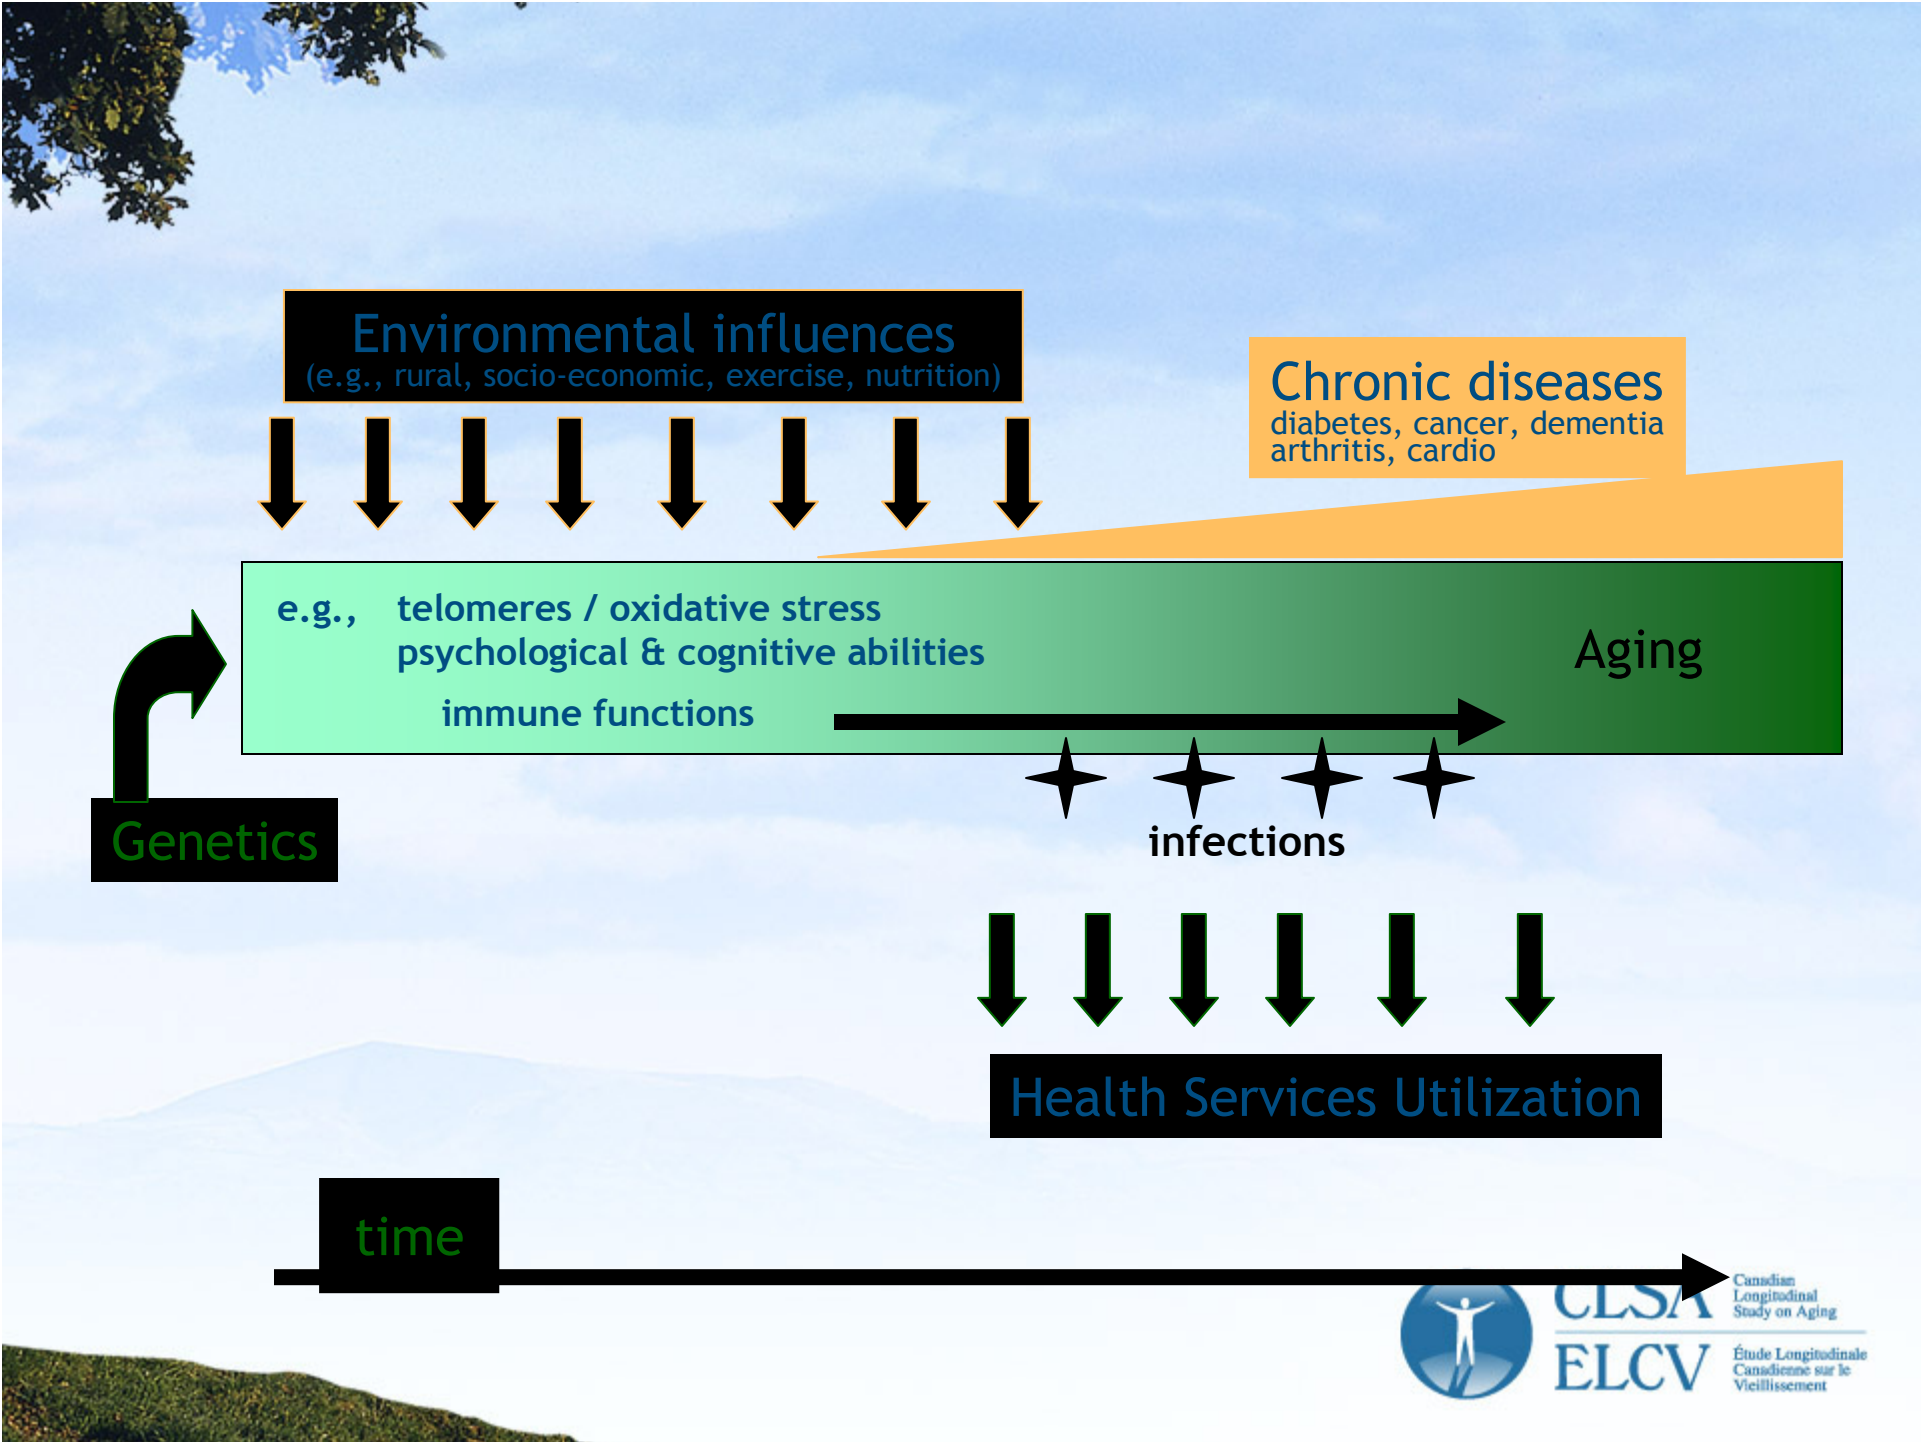 Environmental influences
(e.g., rural, socio-economic, exercise, nutrition)
Chronic diseases
diabetes, cancer, dementia
arthritis, cardio
e.g., telomeres / oxidative stress
psychological & cognitive abilities
immune functions
Aging
Genetics
infections
Health Services Utilization
time
CLSA
Canadian
Longitudinal
Study on Aging
ELCV
Étude Longitudinale
Canadienne sur le
Vieillissement